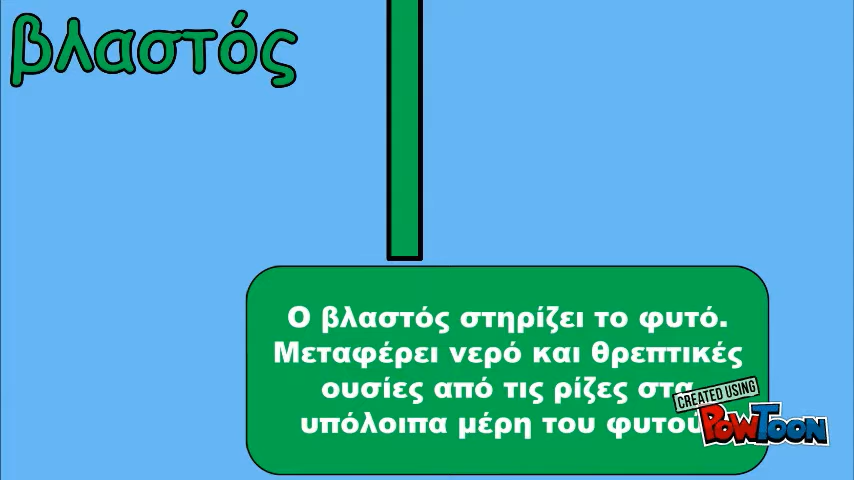 βλαστός
Ο βλαστός στηρίζει το φυτό.
Μεταφέρει νερό και θρεπτικές
ουσίες από τις ρίζες στα
υπόλοιπα μέρη του φυτού
CREATED USING
POWTOON